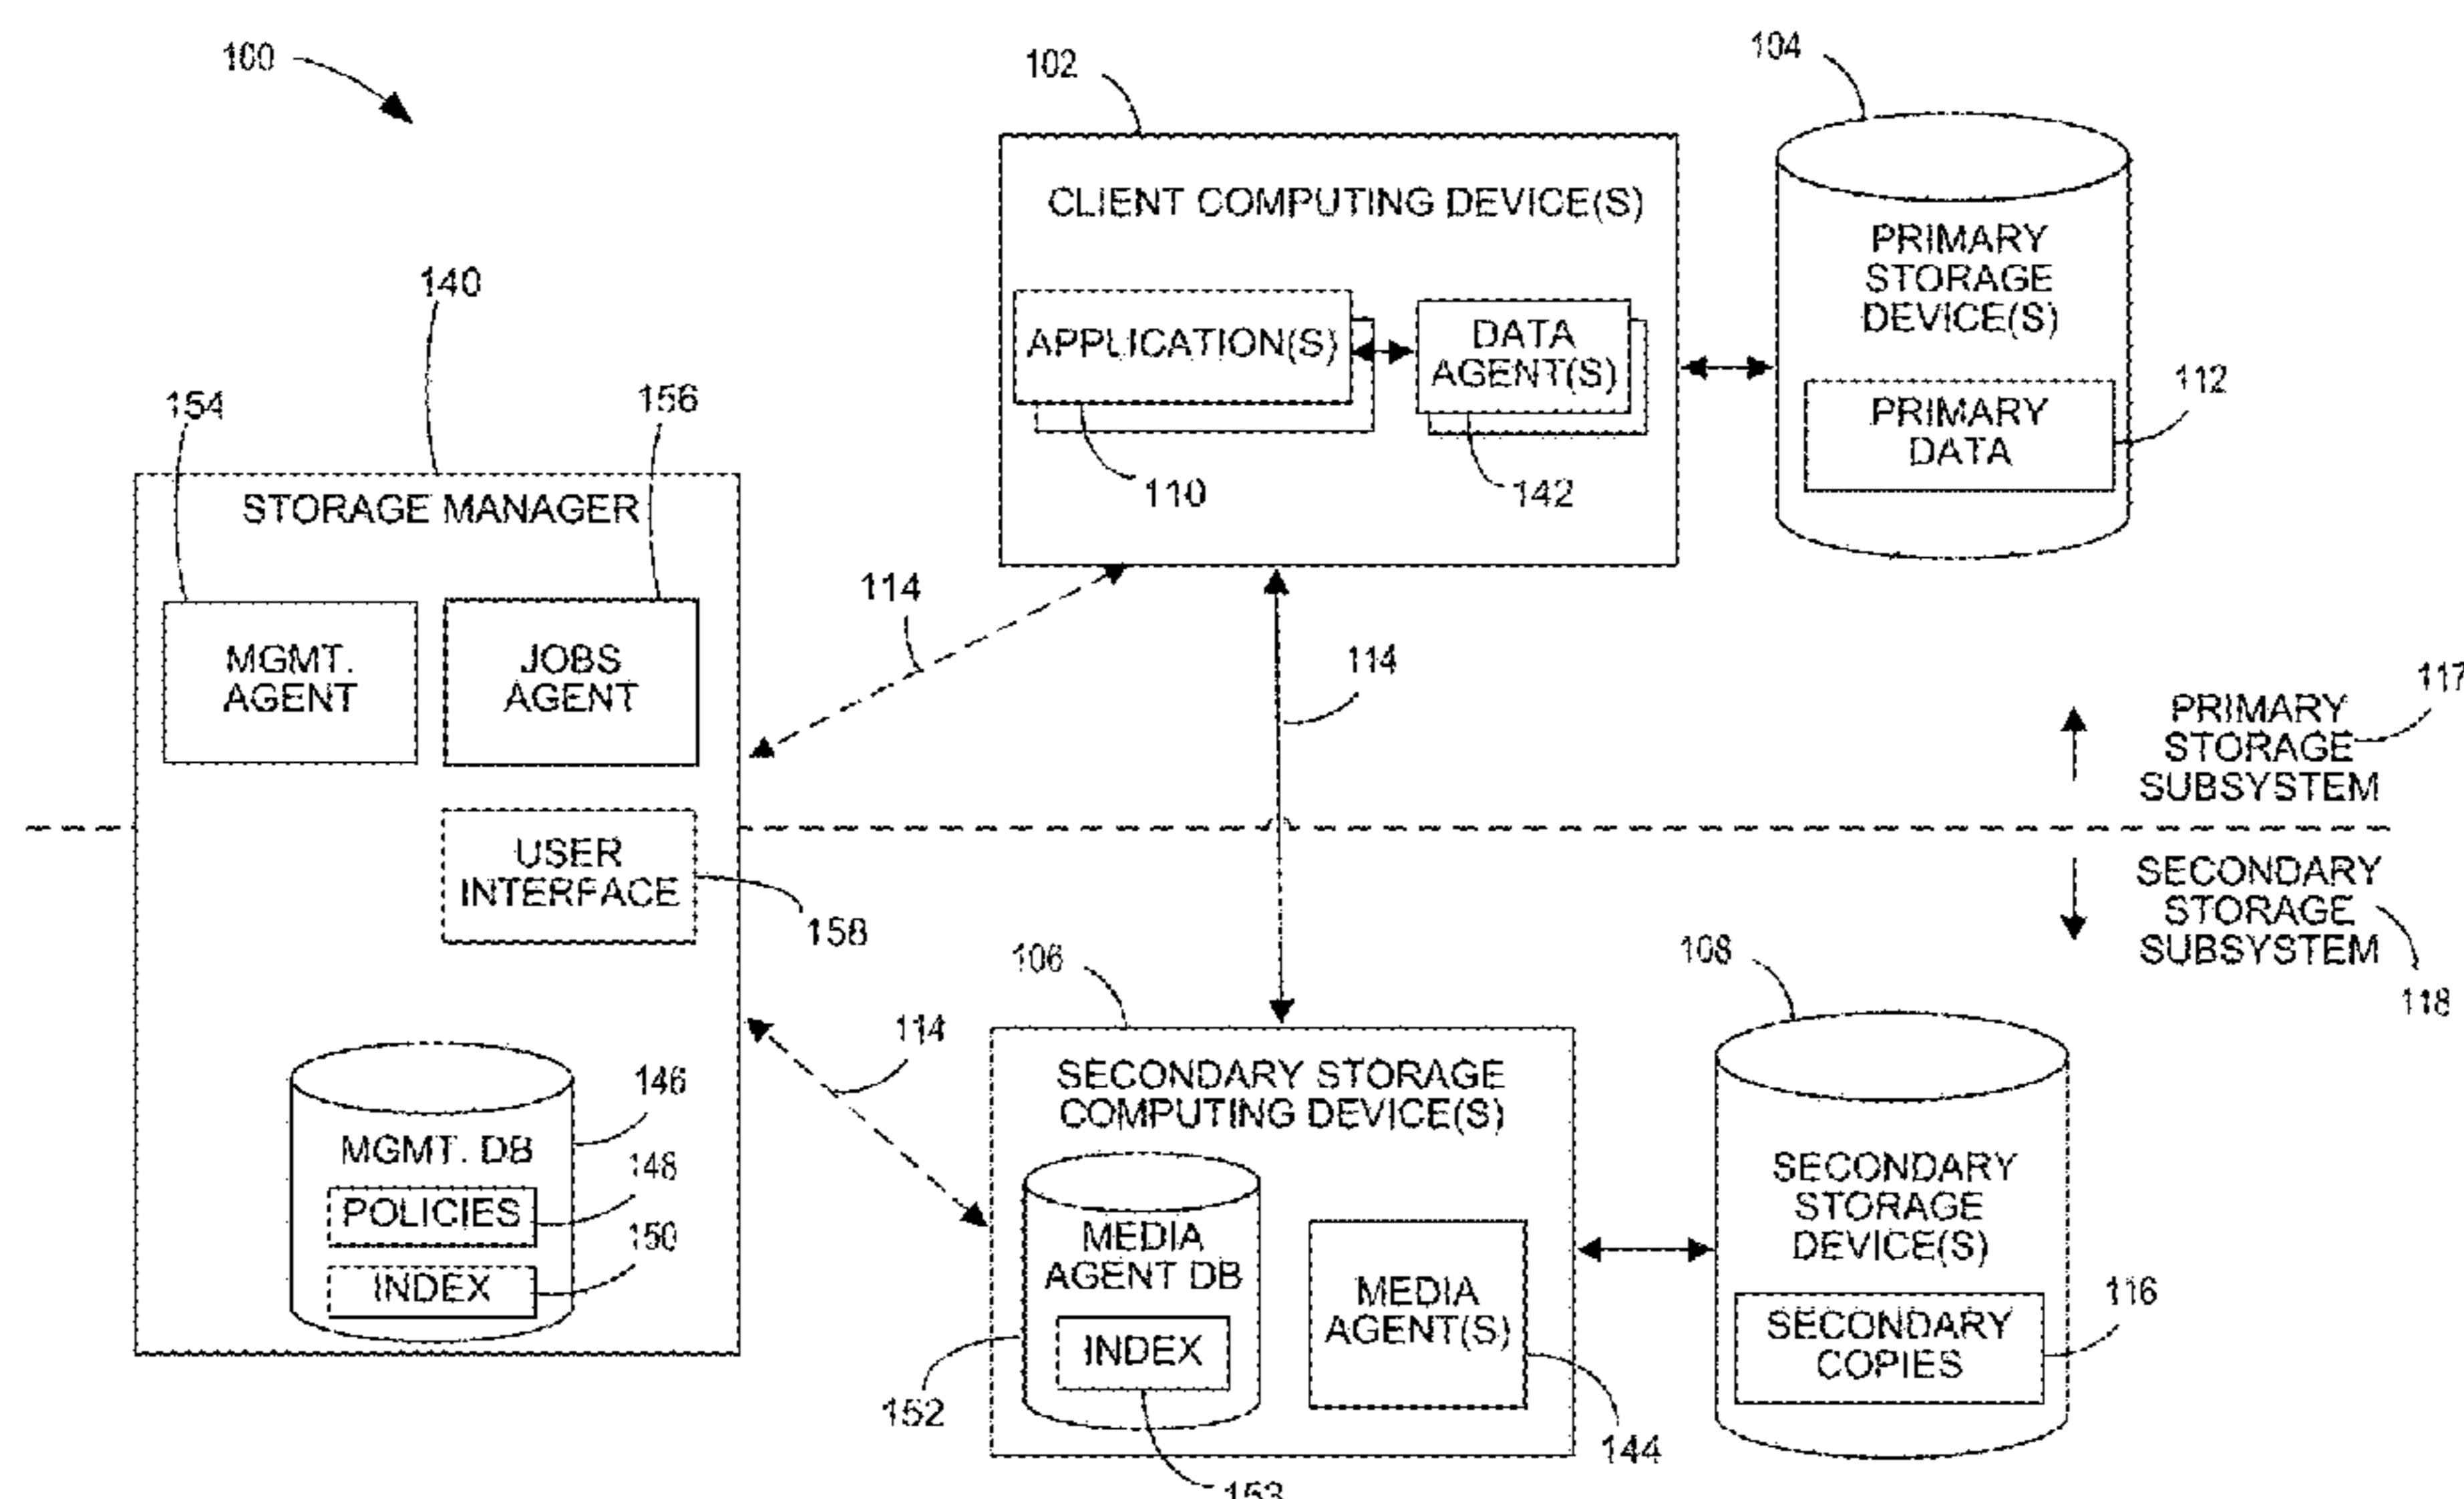 100
102
104
CLIENT COMPUTING DEVICE(S)
APPLICATION(S)
DATA
AGENT(S)
110
142
PRIMARY
STORAGE
DEVICE(S)
PRIMARY
DATA
112
140
154
156
STORAGE MANAGER
MGMT.
AGENT
JOBS
AGENT
114
114
PRIMARY
STORAGE
SUBSYSTEM
117
USER
INTERFACE
158
SECONDARY
STORAGE
SUBSYSTEM
118
106
108
114
146
MGMT. DB
148
POLICIES
150
INDEX
SECONDARY STORAGE
COMPUTING DEVICE(S)
MEDIA
AGENT DB
INDEX
MEDIA
AGENT(S)
152
153
144
SECONDARY
STORAGE
DEVICE(S)
SECONDARY
COPIES
116